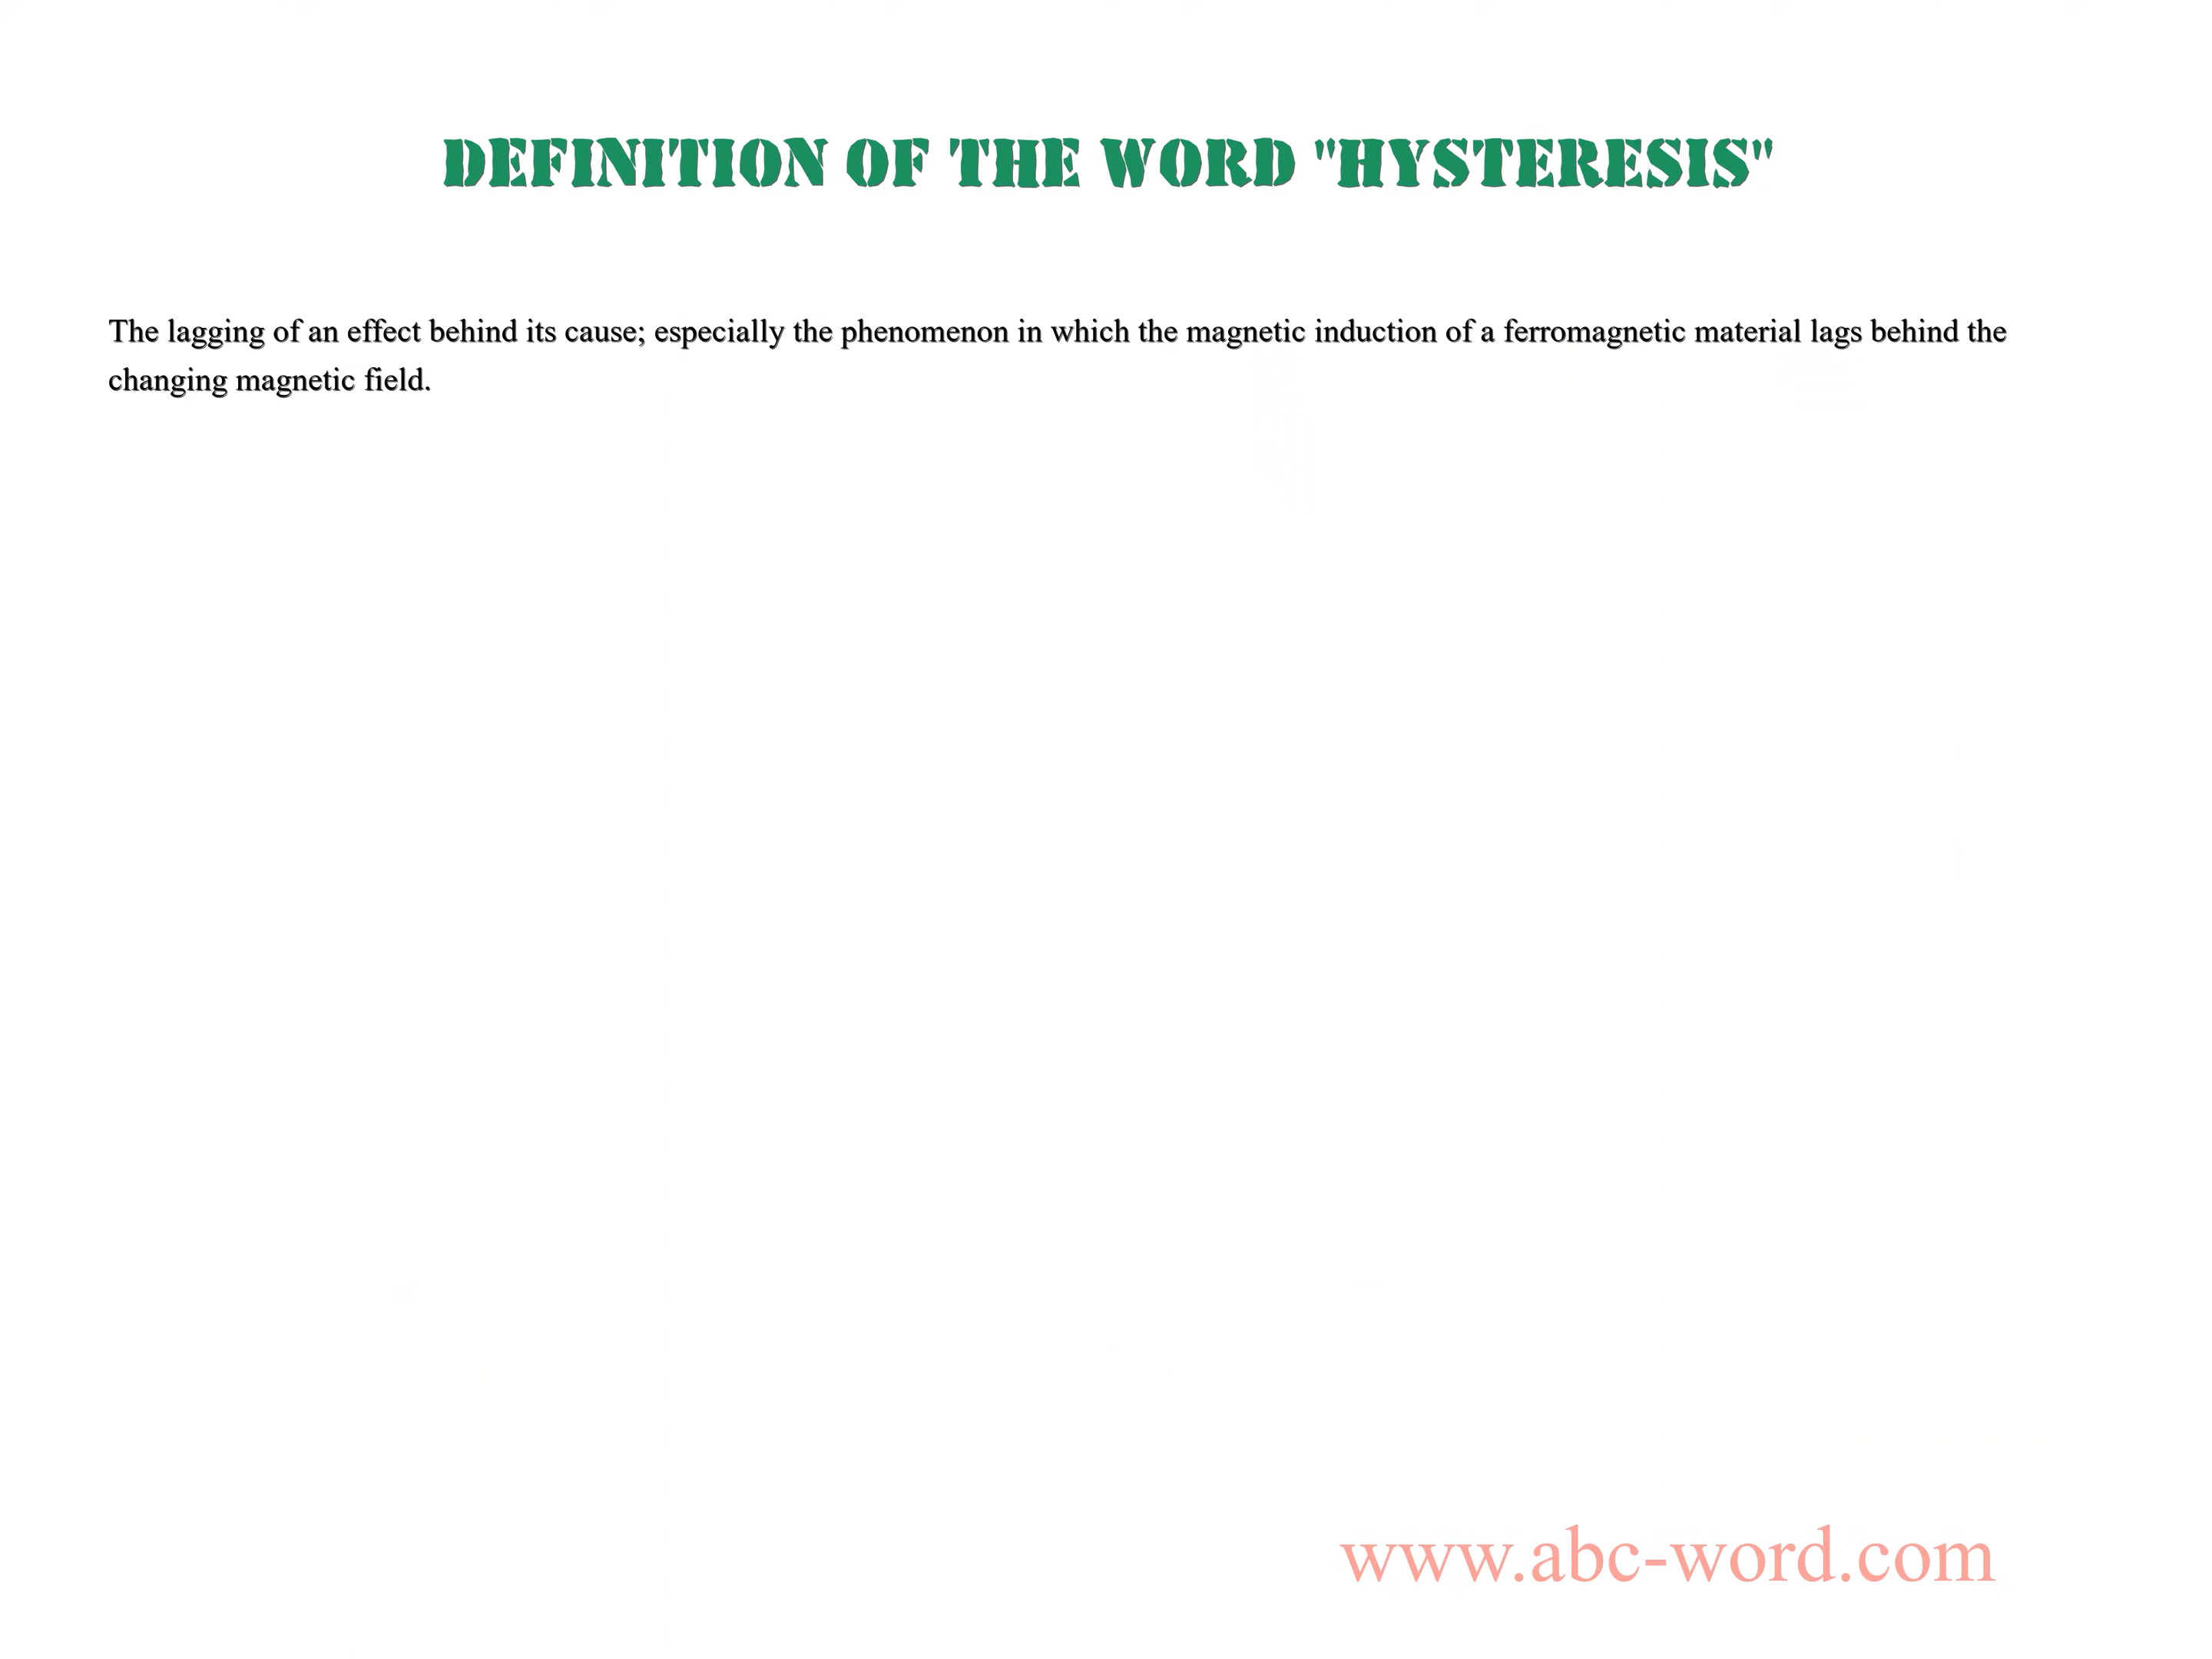 DEFINITION OF THE WORD "HYSTERESIS"
The lagging of an effect behind its cause; especially the phenomenon in which the magnetic induction of a ferromagnetic material lags behind the
changing magnetic field.
www.abc-word.com